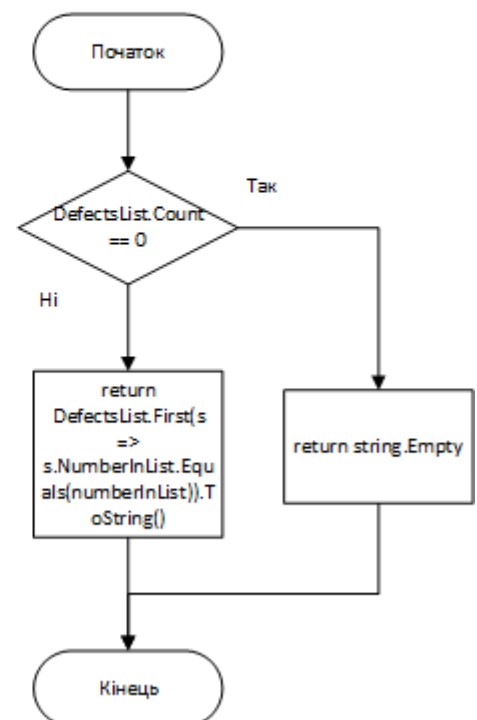 Початок
DefectsList.Count
== 0
Так
Ні
return
DefectsList.First(s
=>
s.NumberInList.Equ
als(numberInList)).T
oString()
return string.Empty
Кінець